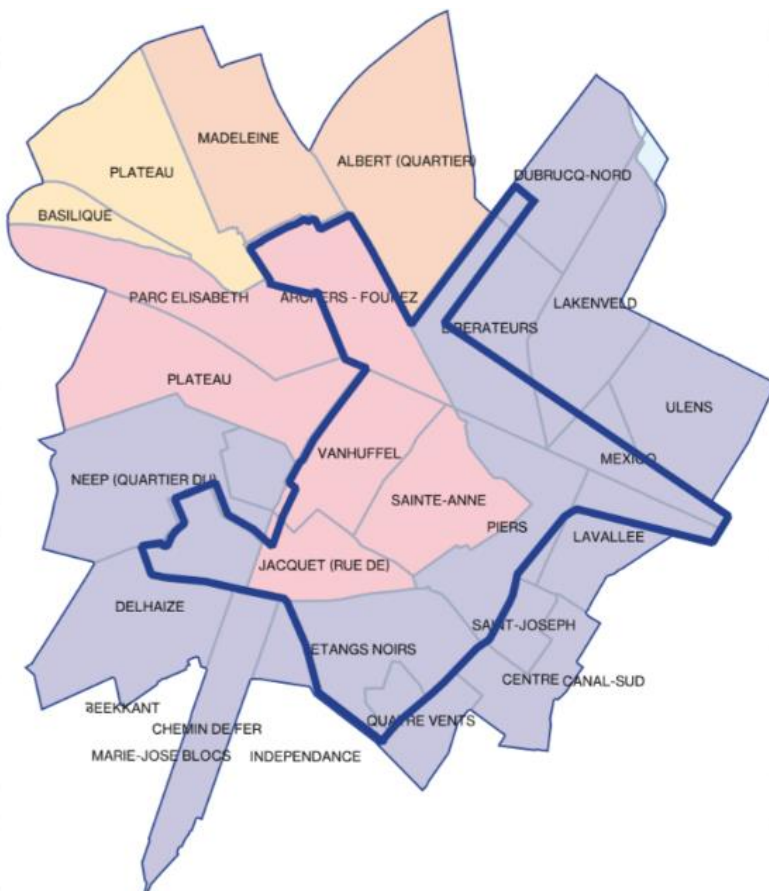 MADELEINE
ALBERT (QUARTIER)
PLATEAU
DUBRUCQ-NORD
BASILIQUE
PARC ELISABETH
ARCHERS - FOUREZ
LAKENVELD
LIBERATEURS
PLATEAU
ULENS
VANHUFFEL
MEXICO
NEEP (QUARTIER DU)
SAINTE-ANNE
PIERS
LAVALLEE
JACQUET (RUE DE)
DELHAIZE
SAINT-JOSEPH
ETANGS NOIRS
CENTRE
CANAL-SUD
BEEKKANT
QUATRE VENTS
CHEMIN DE FER
MARIE-JOSE BLOCS
INDEPENDANCE